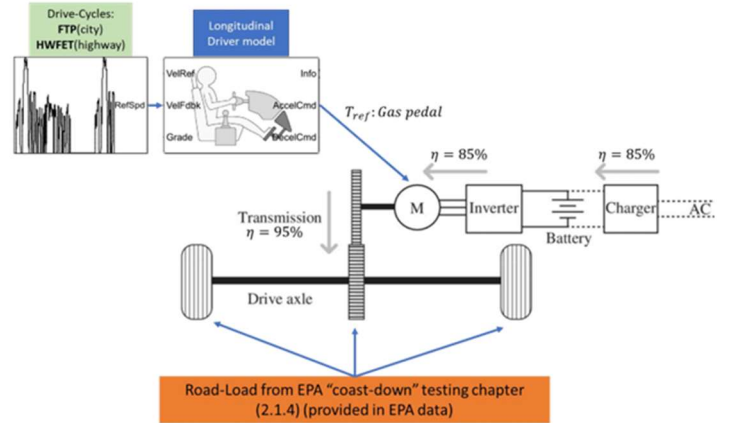 Drive-Cycles:
FTP(city)
HWFET(highway)
Longitudinal
Driver model
RefSpd
VelRef
VelFdbk
Grade
Info
AccelCmd
DecelCmd
T_ref: Gas pedal
η = 85%
η = 85%
Transmission
η = 95%
M
Inverter
Battery
Charger
AC
Drive axle
Road-Load from EPA “coast-down” testing chapter
(2.1.4) (provided in EPA data)